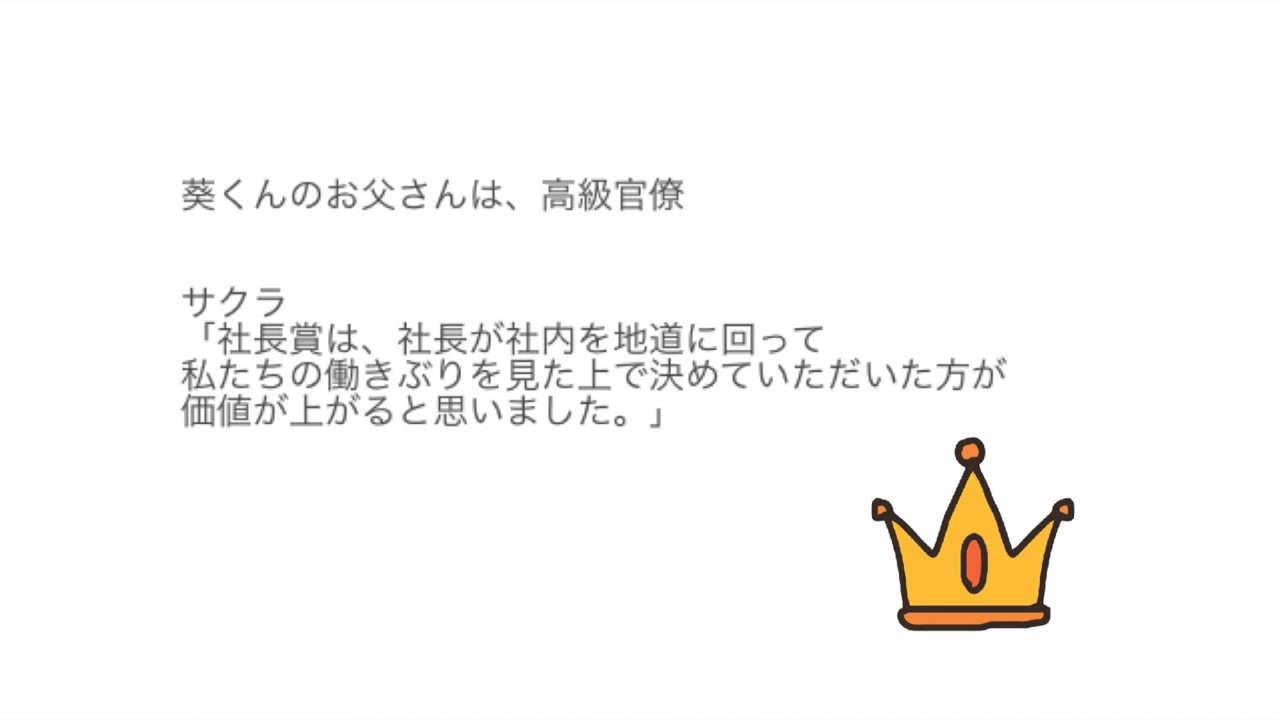 葵くんのお父さんは、高級官僚
サクラ
「社長賞は、社長が社内を地道に回って
私たちの働きぶりを見た上で決めていただいた方が
価値が上がると思いました。」